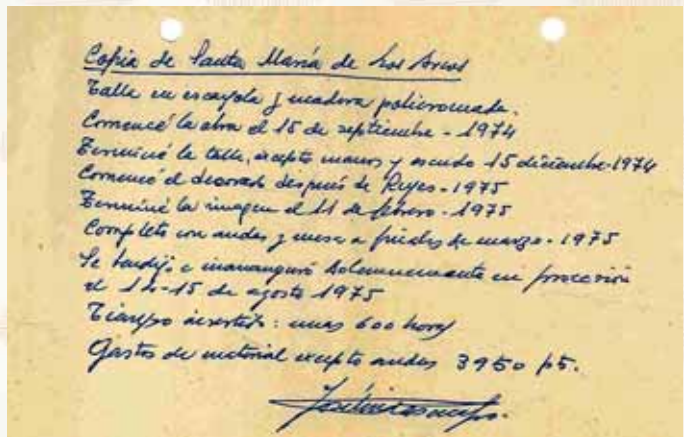 Copia de Santa María de Los Arcos
Talla en escayola y madera policromada.
Comencé la obra el 15 de septiembre - 1974
Terminé la talla, excepto manos y escudo 15 diciembre - 1974
Comencé el decorado después de Reyes - 1975
Terminé la imagen el 11 de febrero - 1975
Completa con andas y mesa a finales de marzo - 1975
Se bendijo e inauguró solemnemente en procesión
el 14-15 de agosto 1975
Tiempo invertido: unas 600 horas
Gastos de material excepto andas 3950 pts.